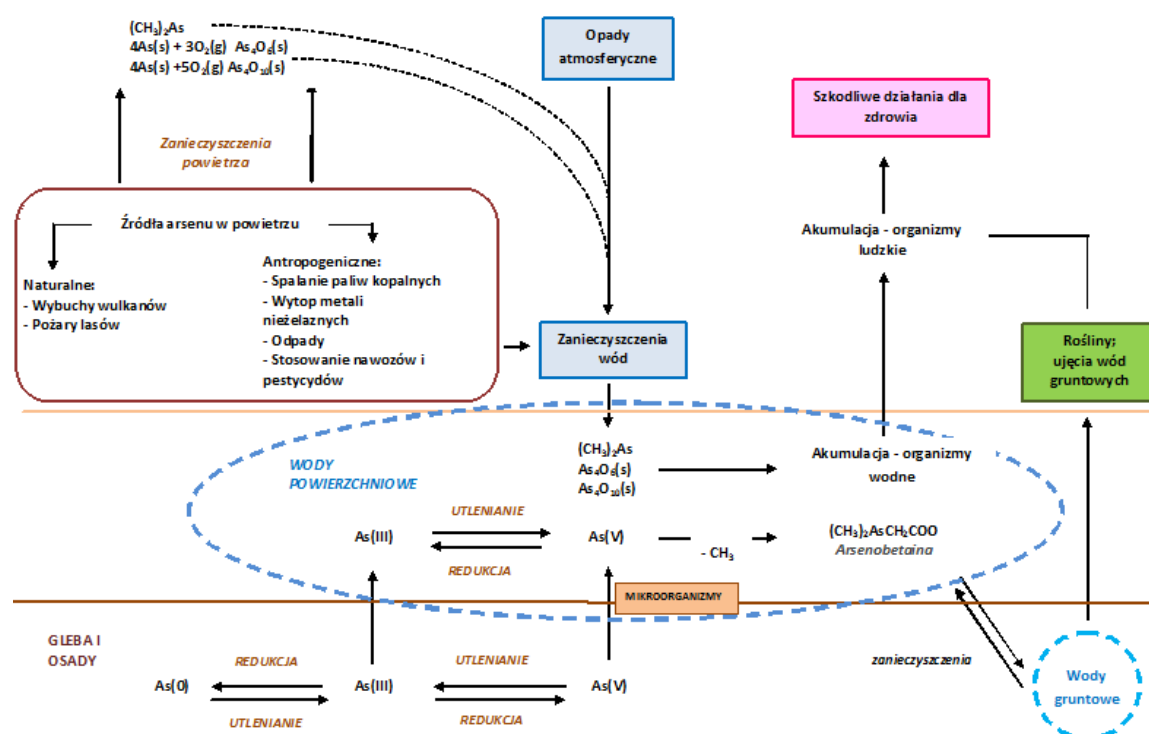 (CH₃)₂As
4As(s) + 3O₂(g) As₄O₆(s)
4As(s) +5O₂(g) As₄O₁₀(s)
Opady
atmosferyczne
Szkodliwe działania dla
zdrowia
Zanieczyszczenia
powietrza
Źródła arsenu w powietrzu
Naturalne:
- Wybuchy wulkanów
- Pożary lasów
Antropogeniczne:
- Spalanie paliw kopalnych
- Wytop metali
nieżelaznych
- Odpady
- Stosowanie nawozów i
pestycydów
Akumulacja - organizmy
ludzkie
Zanieczyszczenia
wód
Rośliny;
ujęcia wód
gruntowych
WODY
POWIERZCHNIOWE
(CH₃)₂As
As₄O₆(s)
As₄O₁₀(s)
Akumulacja - organizmy
wodne
UTLENIANIE
As(III)
As(V)
REDUKCJA
- CH₃
(CH₃)₂AsCH₂COO
Arsenobetaina
MIKROORGANIZMY
GLEBA I
OSADY
REDUKCJA
UTLENIANIE
As(0)
As(III)
As(V)
UTLENIANIE
REDUKCJA
zanieczyszczenia
Wody
gruntowe